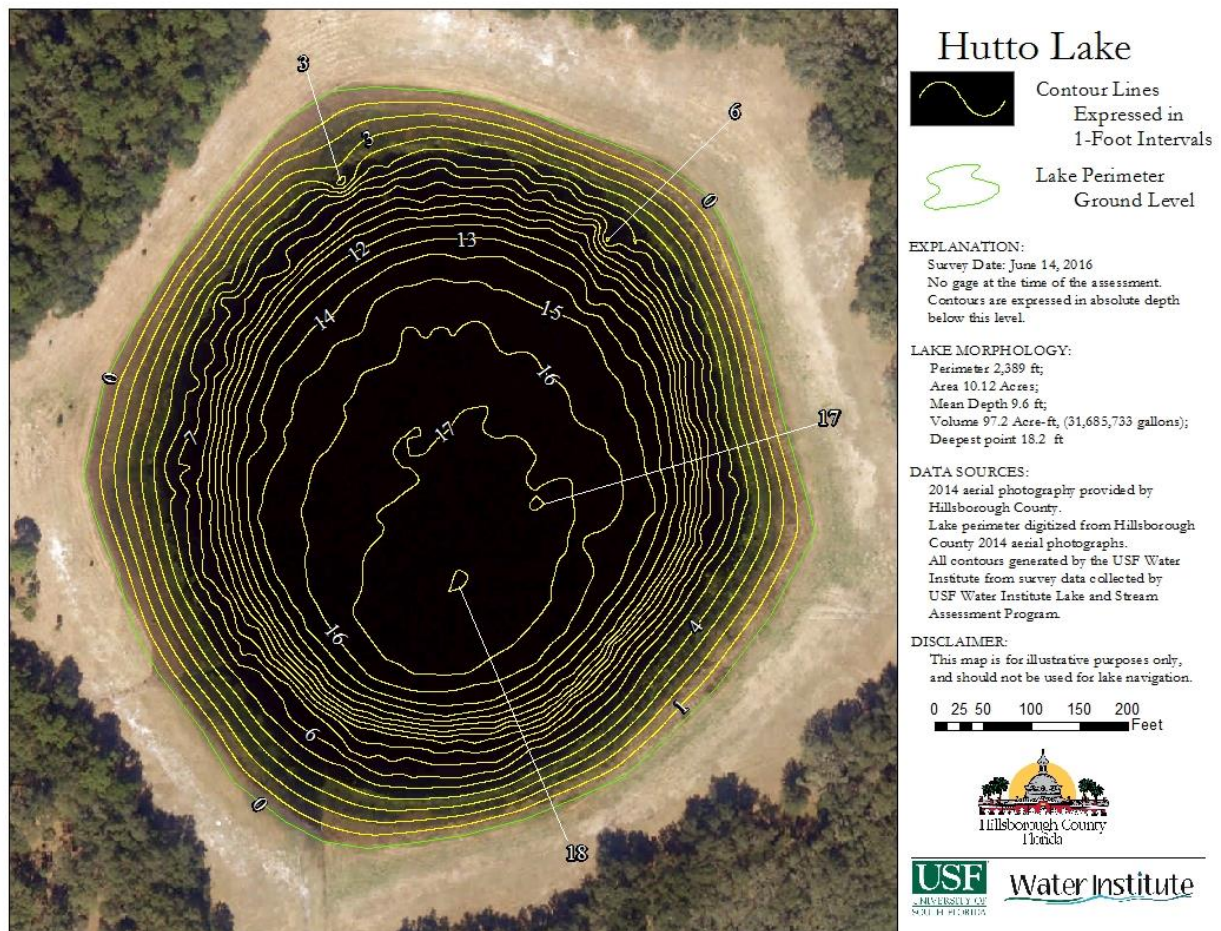 Hutto Lake
Contour Lines
Expressed in
1-Foot Intervals
Lake Perimeter
Ground Level
EXPLANATION:
Survey Date: June 14, 2016
No gage at the time of the assessment.
Contours are expressed in absolute depth
below this level.
LAKE MORPHOLOGY:
Perimeter 2,389 ft;
Area 10.12 Acres;
Mean Depth 9.6 ft;
Volume 97.2 Acre-ft, (31,685,733 gallons);
Deepest point 18.2 ft
DATA SOURCES:
2014 aerial photography provided by
Hillsborough County.
Lake perimeter digitized from Hillsborough
County 2014 aerial photographs.
All contours generated by the USF Water
Institute from survey data collected by
USF Water Institute Lake and Stream
Assessment Program.
DISCLAIMER:
This map is for illustrative purposes only,
and should not be used for lake navigation.
0 25 50 100 150 200
Feet
Hillsborough County
Florida
USF
UNIVERSITY OF
SOUTH FLORIDA
Water Institute
3
6
3
0
13
12
15
14
16
0
17
17
7
4
16
1
6
0
18